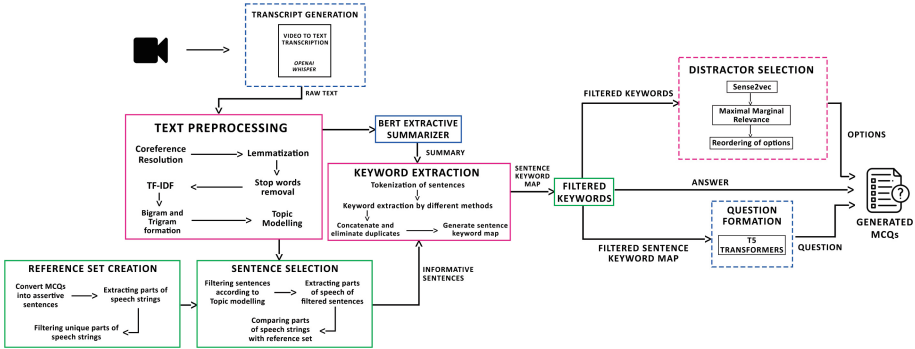 TRANSCRIPT GENERATION
VIDEO TO TEXT
TRANSCRIPTION
OPENAI
WHISPER
RAW TEXT
TEXT PREPROCESSING
Coreference
Resolution
Lemmatization
TF-IDF
Stop words
removal
Bigram and
Trigram
formation
Topic
Modelling
BERT EXTRACTIVE
SUMMARIZER
SUMMARY
KEYWORD EXTRACTION
Tokenization of sentences
Keyword extraction by different methods
Concatenate and
eliminate duplicates
Generate sentence
keyword map
REFERENCE SET CREATION
Convert MCQs
into assertive
sentences
Extracting parts of
speech strings
Filtering unique parts of
speech strings
SENTENCE SELECTION
Filtering sentences
according to
Topic modelling
Extracting parts of
speech of
filtered sentences
Comparing parts
of speech strings
with reference set
INFORMATIVE
SENTENCES
SENTENCE
KEYWORD
MAP
FILTERED
KEYWORDS
FILTERED KEYWORDS
DISTRACTOR SELECTION
Sense2vec
Maximal Marginal
Relevance
Reordering of options
OPTIONS
ANSWER
FILTERED SENTENCE
KEYWORD MAP
QUESTION
FORMATION
T5
TRANSFORMERS
QUESTION
?
GENERATED
MCQs